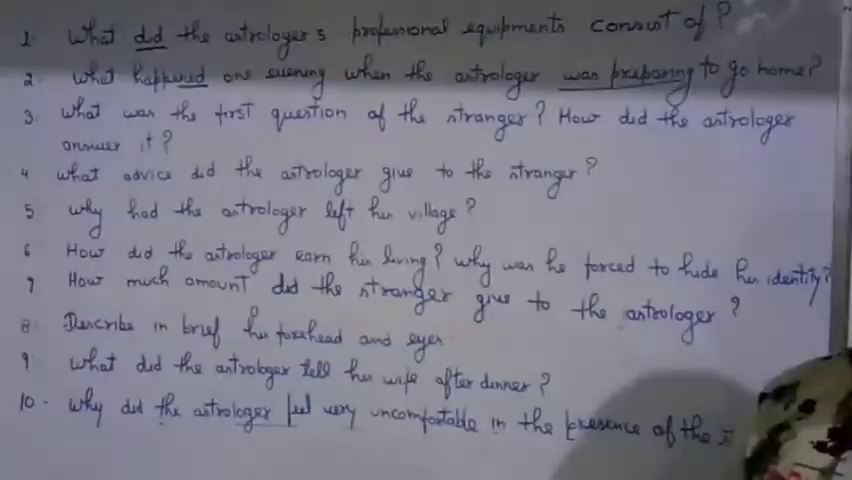 1. What did the astrologer's professional equipments consist of?
2. What happened one evening when the astrologer was preparing to go home?
3. What was the first question of the stranger? How did the astrologer
answer it?
4 What advice did the astrologer give to the stranger?
5 Why had the astrologer left his village?
6 How did the astrologer earn his living? Why was he forced to hide his identity?
7 How much amount did the stranger give to the astrologer?
8 Describe in brief his forehead and eyes
9 What did the astrologer tell his wife after dinner?
10. Why did the astrologer feel very uncomfortable in the presence of the